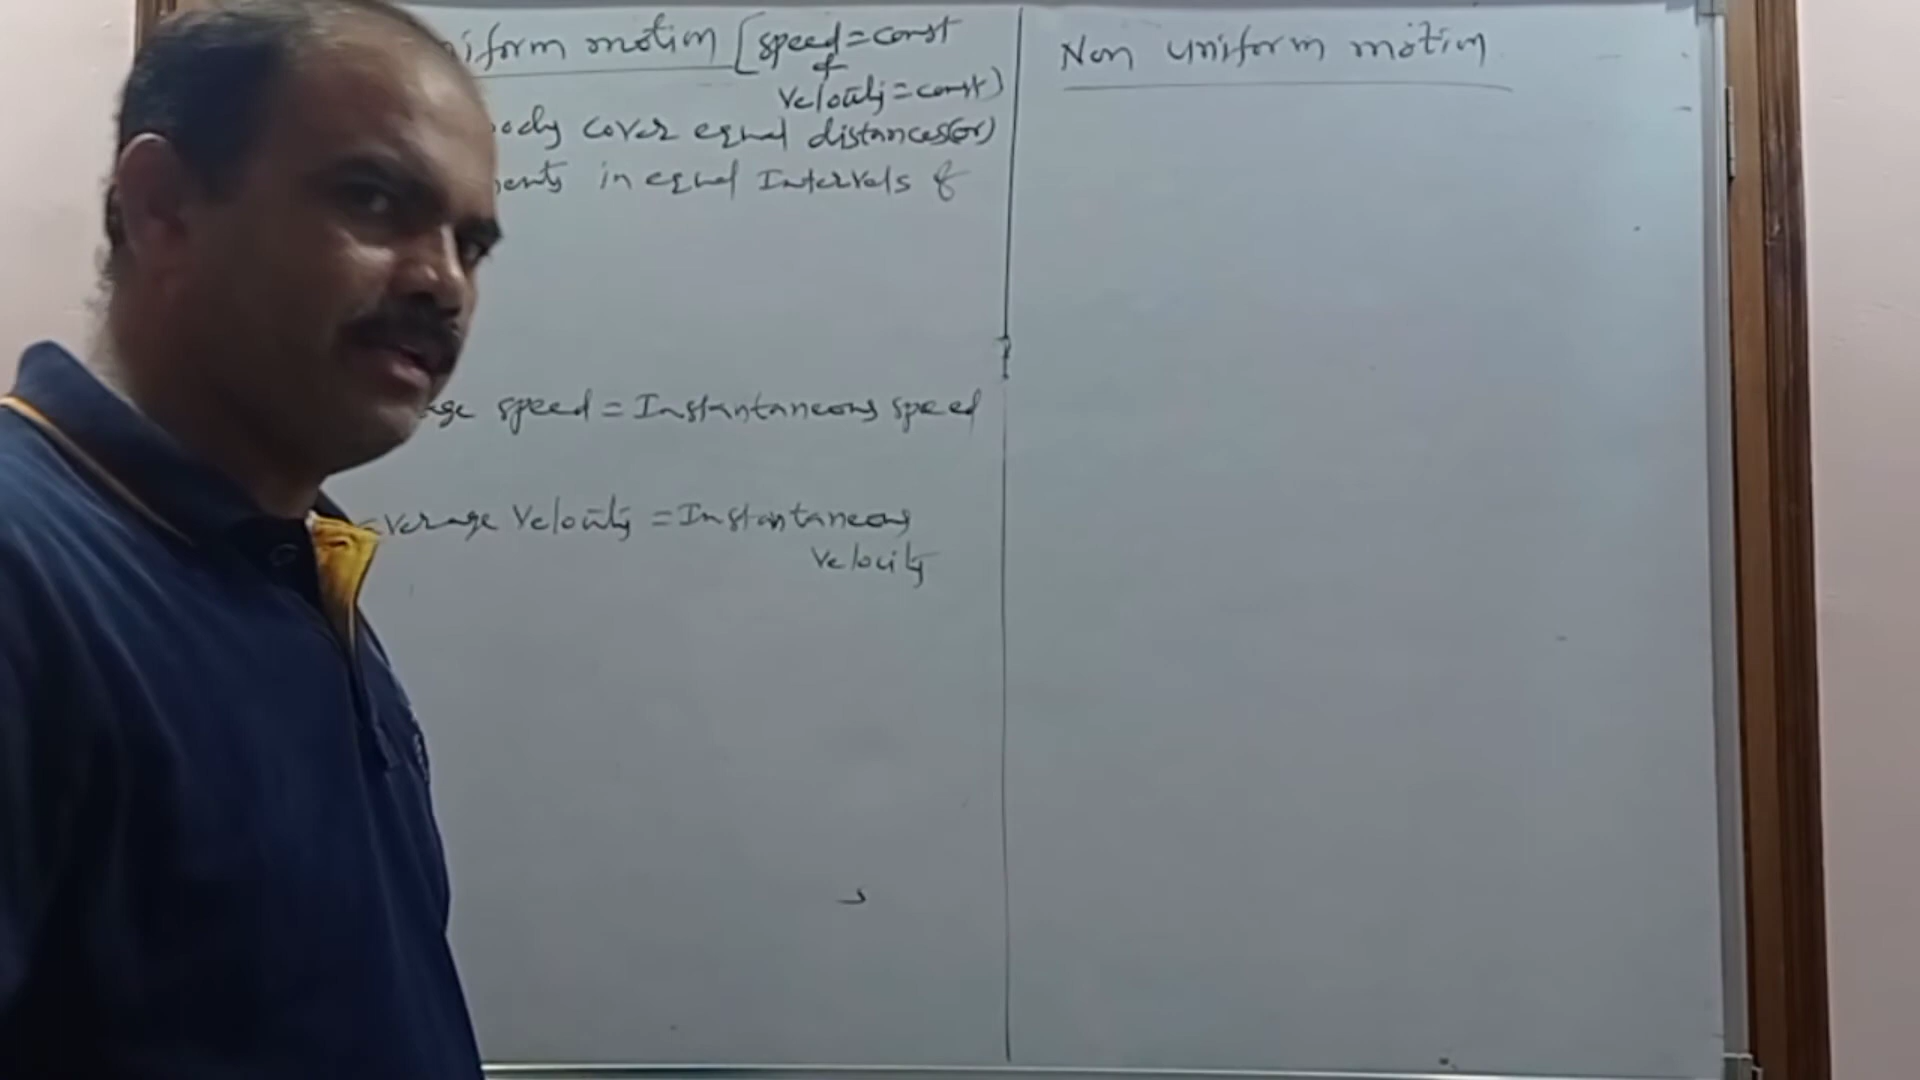 iform motion [speed = const
&
velocity = const)
body cover equal distances(or)
ents in equal Intervals of
age speed = Instantaneous speed
verage velocity = Instantaneous
velocity
Non uniform motion